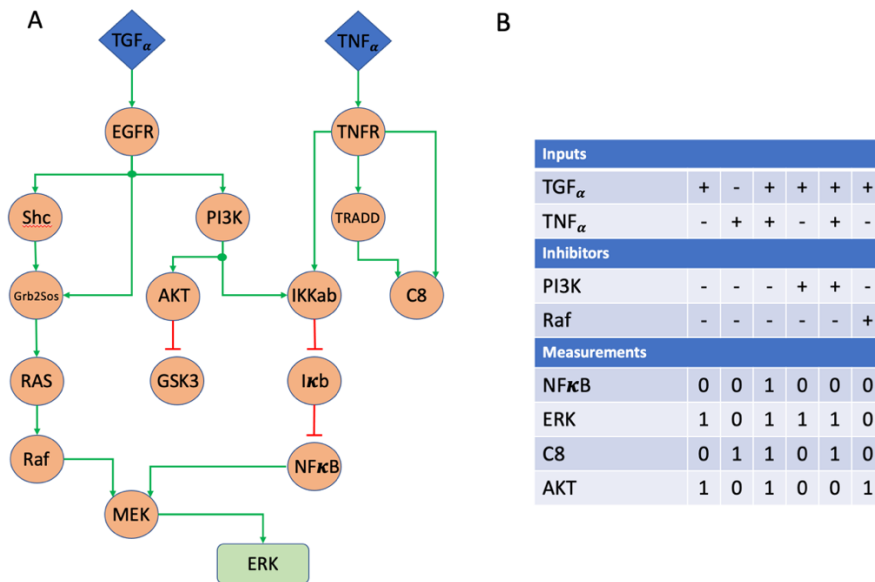 A
B
TGFα
TNFα
EGFR
TNFR
Shc
PI3K
TRADD
Grb2Sos
AKT
IKKab
C8
RAS
GSK3
Iκb
Raf
NFκB
MEK
ERK
Inputs
TGFα + - + + + +
TNFα - + + - + -
Inhibitors
PI3K - - - + + -
Raf - - - - - +
Measurements
NFκB 0 0 1 0 0 0
ERK 1 0 1 1 1 0
C8 0 1 1 0 1 0
AKT 1 0 1 0 0 1